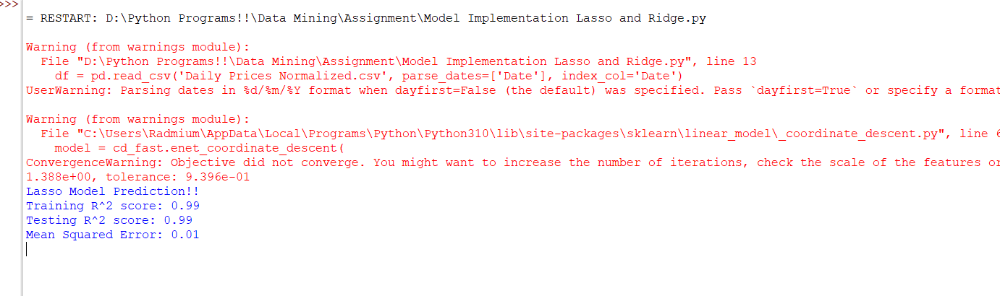 >>>
= RESTART: D:\Python Programs!!\Data Mining\Assignment\Model Implementation Lasso and Ridge.py
Warning (from warnings module):
File "D:\Python Programs!!\Data Mining\Assignment\Model Implementation Lasso and Ridge.py", line 13
df = pd.read_csv('Daily Prices Normalized.csv', parse_dates=['Date'], index_col='Date')
UserWarning: Parsing dates in %d/%m/%Y format when dayfirst=False (the default) was specified. Pass `dayfirst=True` or specify a format
Warning (from warnings module):
File "C:\Users\Radmium\AppData\Local\Programs\Python\Python310\lib\site-packages\sklearn\linear_model\_coordinate_descent.py", line
model = cd_fast.enet_coordinate_descent(
ConvergenceWarning: Objective did not converge. You might want to increase the number of iterations, check the scale of the features or
1.388e+00, tolerance: 9.396e-01
Lasso Model Prediction!!
Training R^2 score: 0.99
Testing R^2 score: 0.99
Mean Squared Error: 0.01